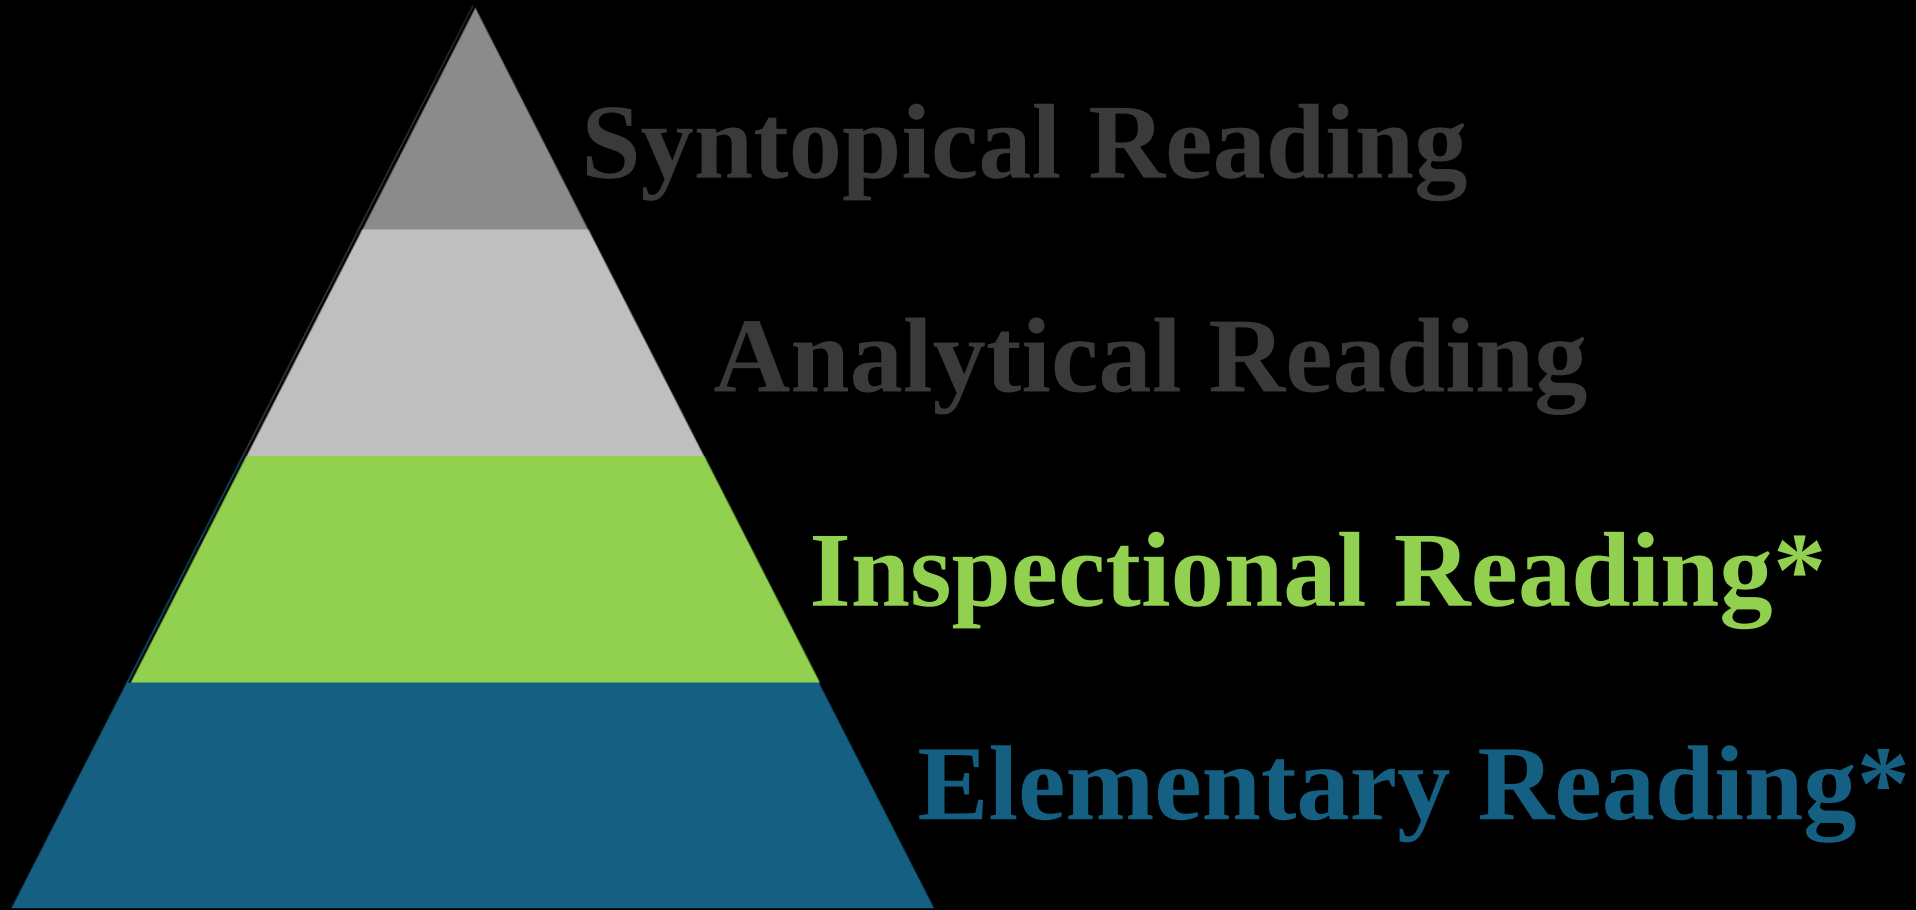 Syntopical Reading
Analytical Reading
Inspectional Reading*
Elementary Reading*